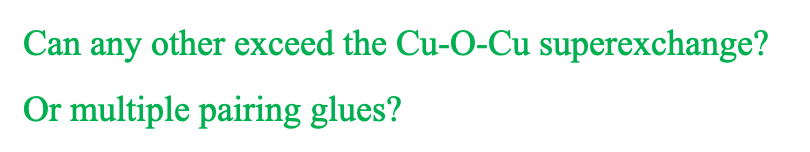 Can any other exceed the Cu-O-Cu superexchange?
Or multiple pairing glues?